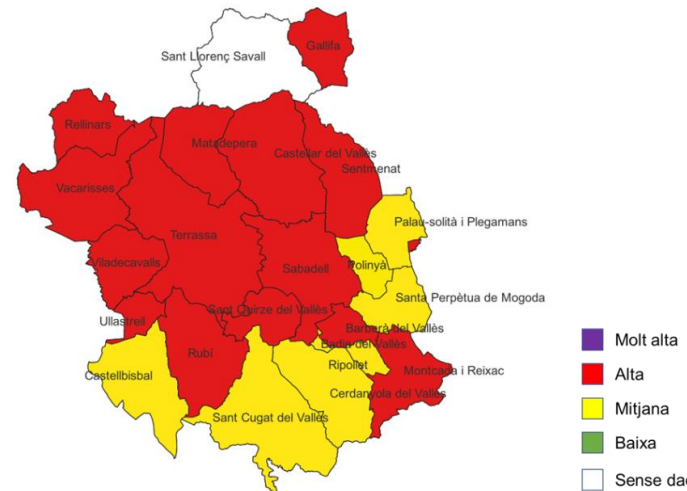 Gallifa
Sant Llorenç Savall
Rellinars
Matadepera
Castellar del Vallès
Sentmenat
Vacarisses
Palau-solità i Plegamans
Terrassa
Viladecavalls
Sabadell
Polinyà
Santa Perpètua de Mogoda
Ullastrell
Sant Quirze del Vallès
Barberà del Vallès
Badia del Vallès
Rubí
Ripollet
Montcada i Reixac
Castellbisbal
Cerdanyola del Vallès
Sant Cugat del Vallès
Molt alta
Alta
Mitjana
Baixa
Sense